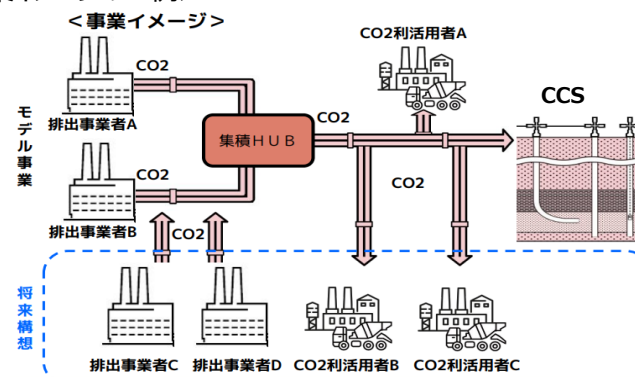 ＜事業イメージ＞
CO2
CO2利活用者A
排出事業者A
CO2
CCS
集積ＨＵＢ
モデル事業
CO2
CO2
排出事業者B
CO2
将来構想
排出事業者C
排出事業者D
CO2利活用者B
CO2利活用者C